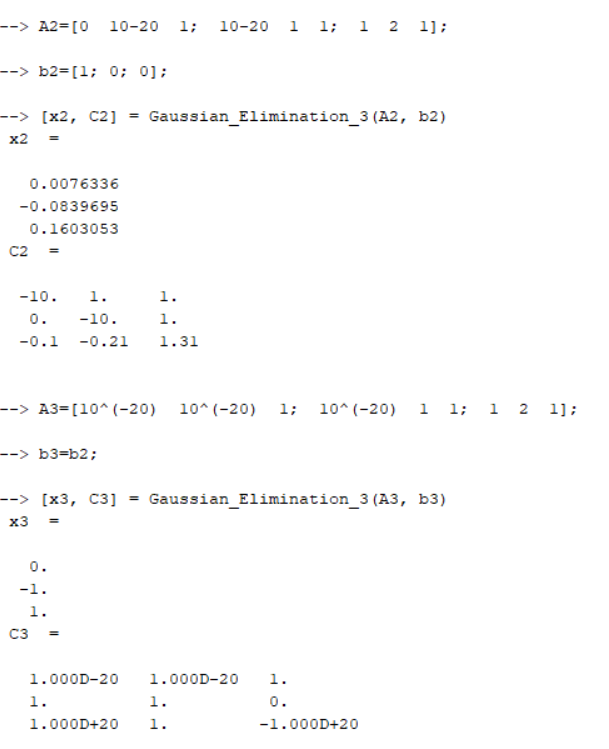 --> A2=[0  10-20  1;  10-20  1  1;  1  2  1];
--> b2=[1; 0; 0];
--> [x2, C2] = Gaussian_Elimination_3(A2, b2)
x2  =
0.0076336
-0.0839695
0.1603053
C2  =
-10.   1.     1.
0.   -10.    1.
-0.1  -0.21   1.31
--> A3=[10^(-20)  10^(-20)  1;  10^(-20)  1  1;  1  2  1];
--> b3=b2;
--> [x3, C3] = Gaussian_Elimination_3(A3, b3)
x3  =
0.
-1.
1.
C3  =
1.000D-20   1.000D-20   1.
1.          1.          0.
1.000D+20   1.         -1.000D+20